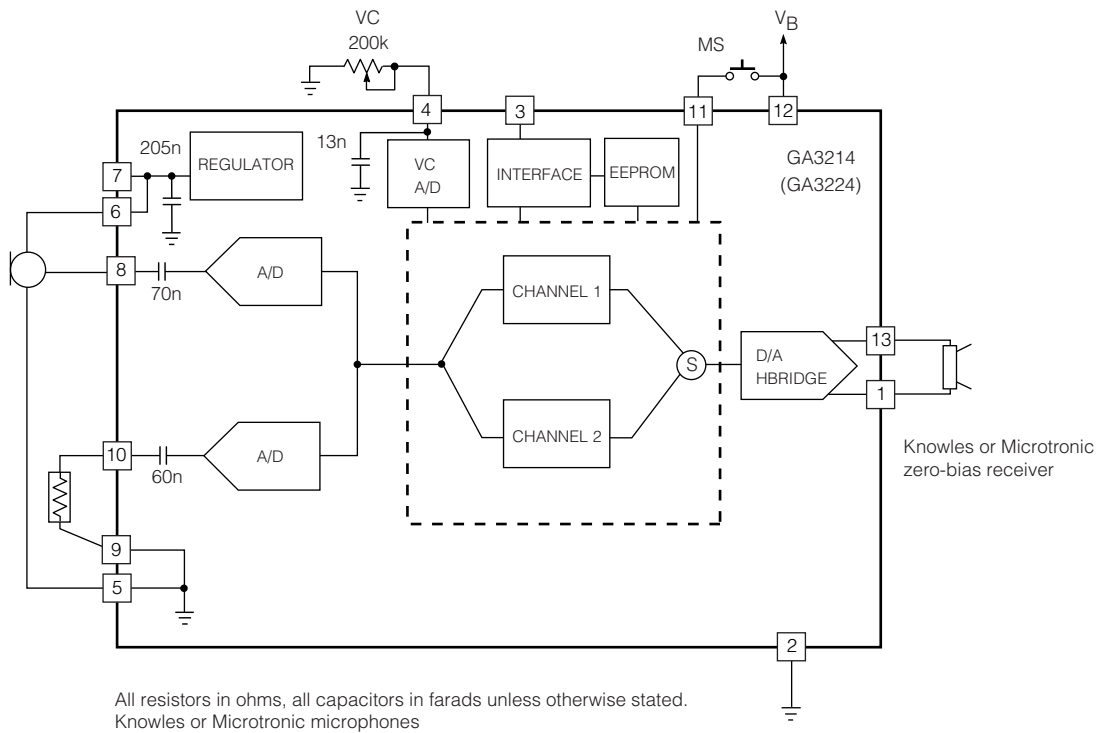 VC
200k
MS
VB
4
3
11
12
205n
REGULATOR
13n
VC
A/D
INTERFACE
EEPROM
GA3214
(GA3224)
7
6
8
70n
A/D
CHANNEL 1
S
D/A
HBRIDGE
13
1
CHANNEL 2
10
60n
A/D
Knowles or Microtronic
zero-bias receiver
9
5
2
All resistors in ohms, all capacitors in farads unless otherwise stated.
Knowles or Microtronic microphones